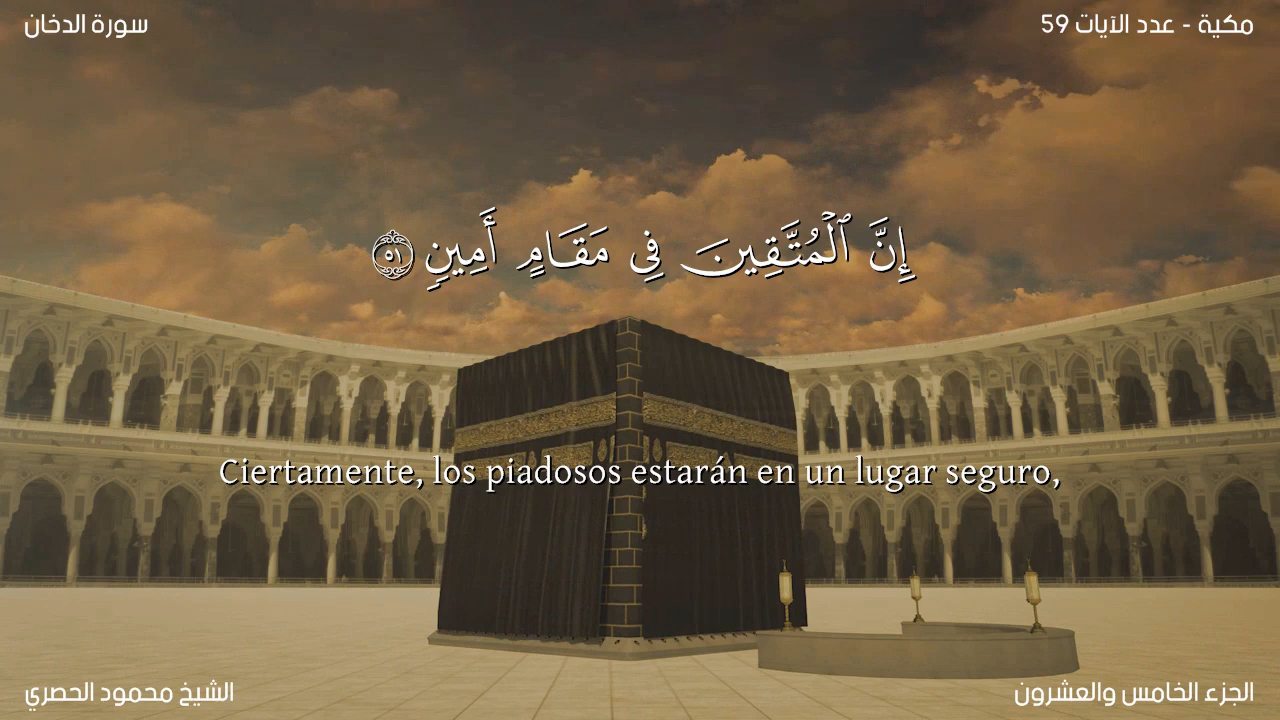 مكية - عدد الآيات 59
سورة الدخان
إِنَّ ٱلْمُتَّقِينَ فِى مَقَامٍ أَمِينٍۢ ٥١
Ciertamente, los piadosos estarán en un lugar seguro,
الجزء الخامس والعشرون
الشيخ محمود الحصري